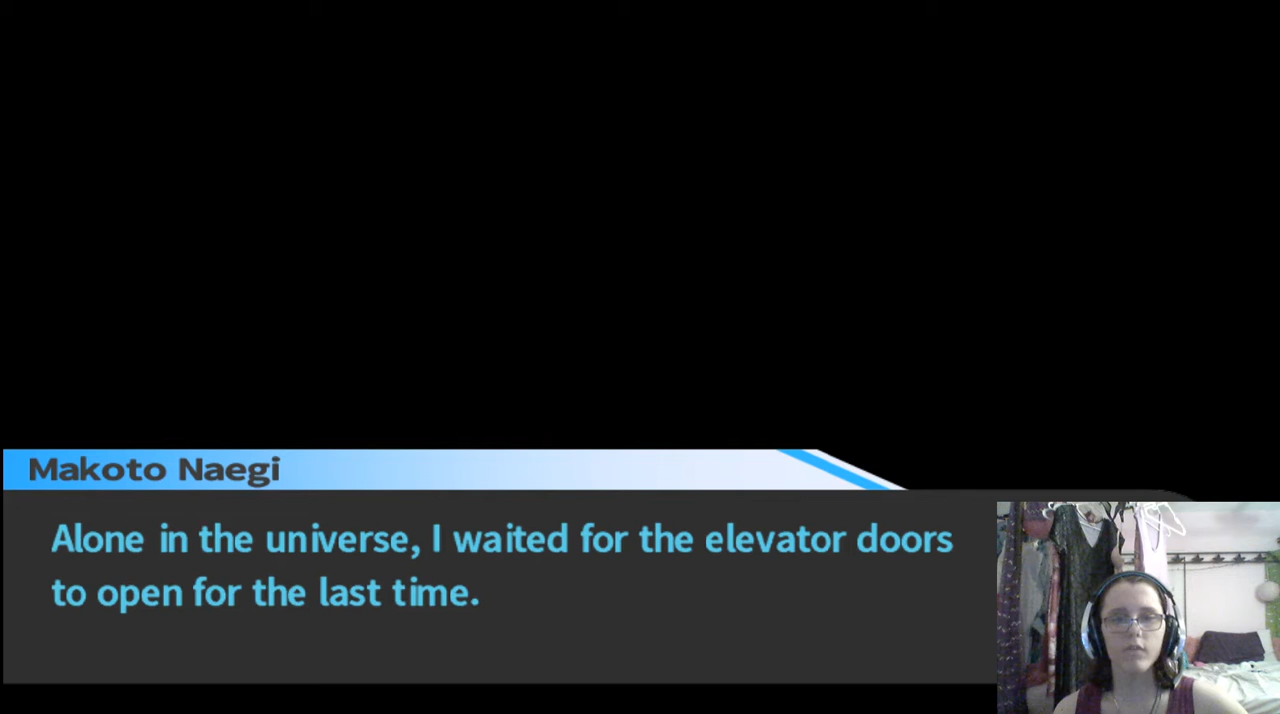 Makoto Naegi
Alone in the universe, I waited for the elevator doors
to open for the last time.